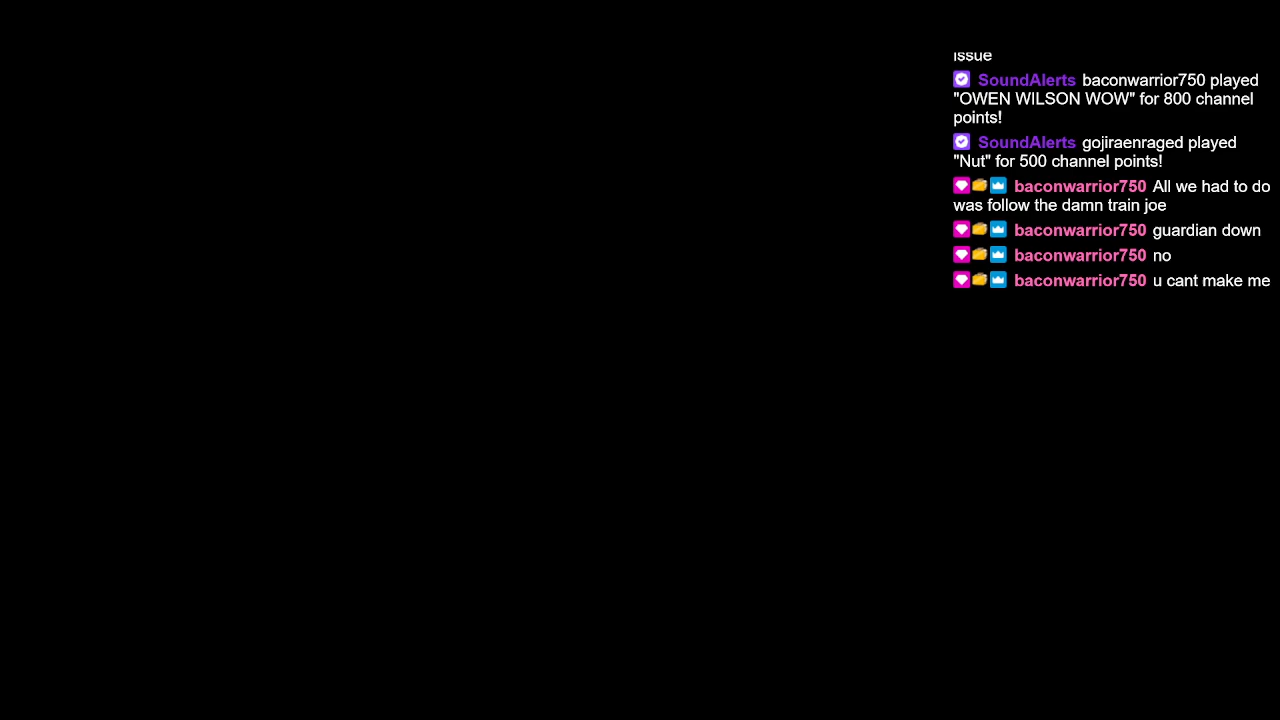 issue
SoundAlerts baconwarrior750 played
"OWEN WILSON WOW" for 800 channel
points!
SoundAlerts gojiraenraged played
"Nut" for 500 channel points!
baconwarrior750 All we had to do
was follow the damn train joe
baconwarrior750 guardian down
baconwarrior750 no
baconwarrior750 u cant make me